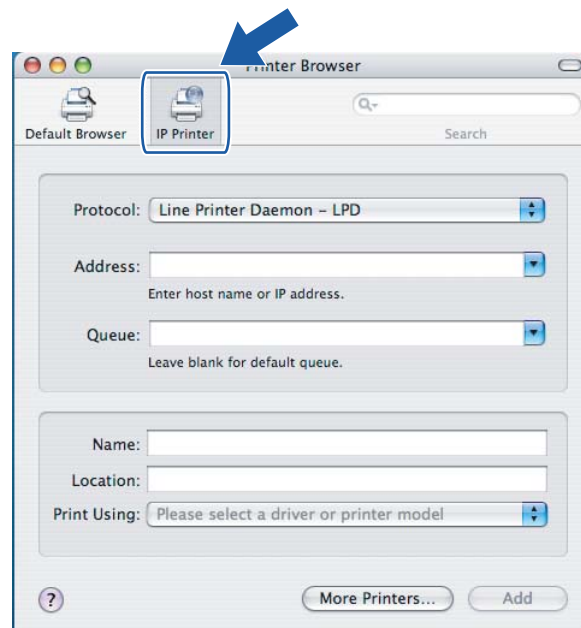 Printer Browser
Default Browser IP Printer Search
Protocol: Line Printer Daemon – LPD
Address:
Enter host name or IP address.
Queue:
Leave blank for default queue.
Name:
Location:
Print Using: Please select a driver or printer model
? More Printers... Add